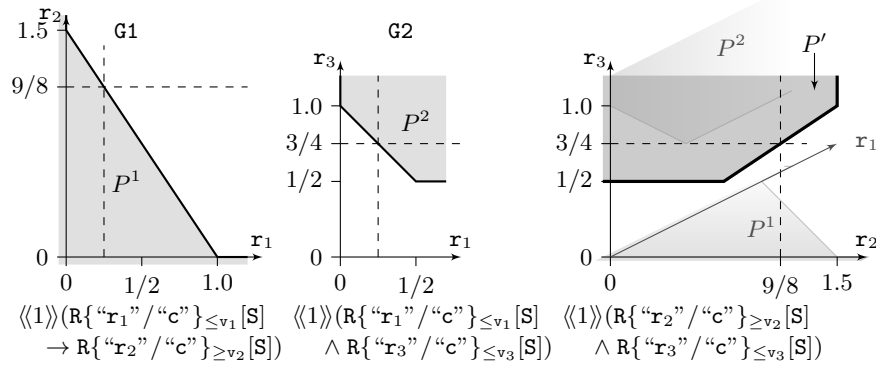 r₂
1.5
G1
9/8
P¹
0
r₁
0
1/2
1.0
⟪1⟫(R{“r₁”/“c”}≤v₁[S]
→ R{“r₂”/“c”}≥v₂[S])
G2
r₃
1.0
P²
3/4
1/2
0
r₁
0
1/2
⟪1⟫(R{“r₁”/“c”}≤v₁[S]
∧ R{“r₃”/“c”}≤v₃[S])
r₃
P²
P′
1.0
3/4
r₁
1/2
P¹
0
r₂
0
9/8
1.5
⟪1⟫(R{“r₂”/“c”}≥v₂[S]
∧ R{“r₃”/“c”}≤v₃[S])